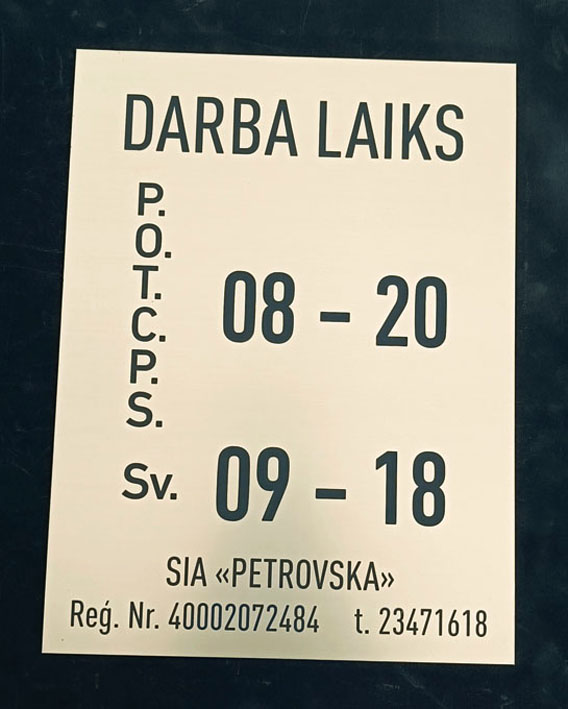 DARBA LAIKS
P.
O.
T.
C.
P.
S.
08 - 20
Sv. 09 - 18
SIA «PETROVSKA»
Reģ. Nr. 40002072484 t. 23471618